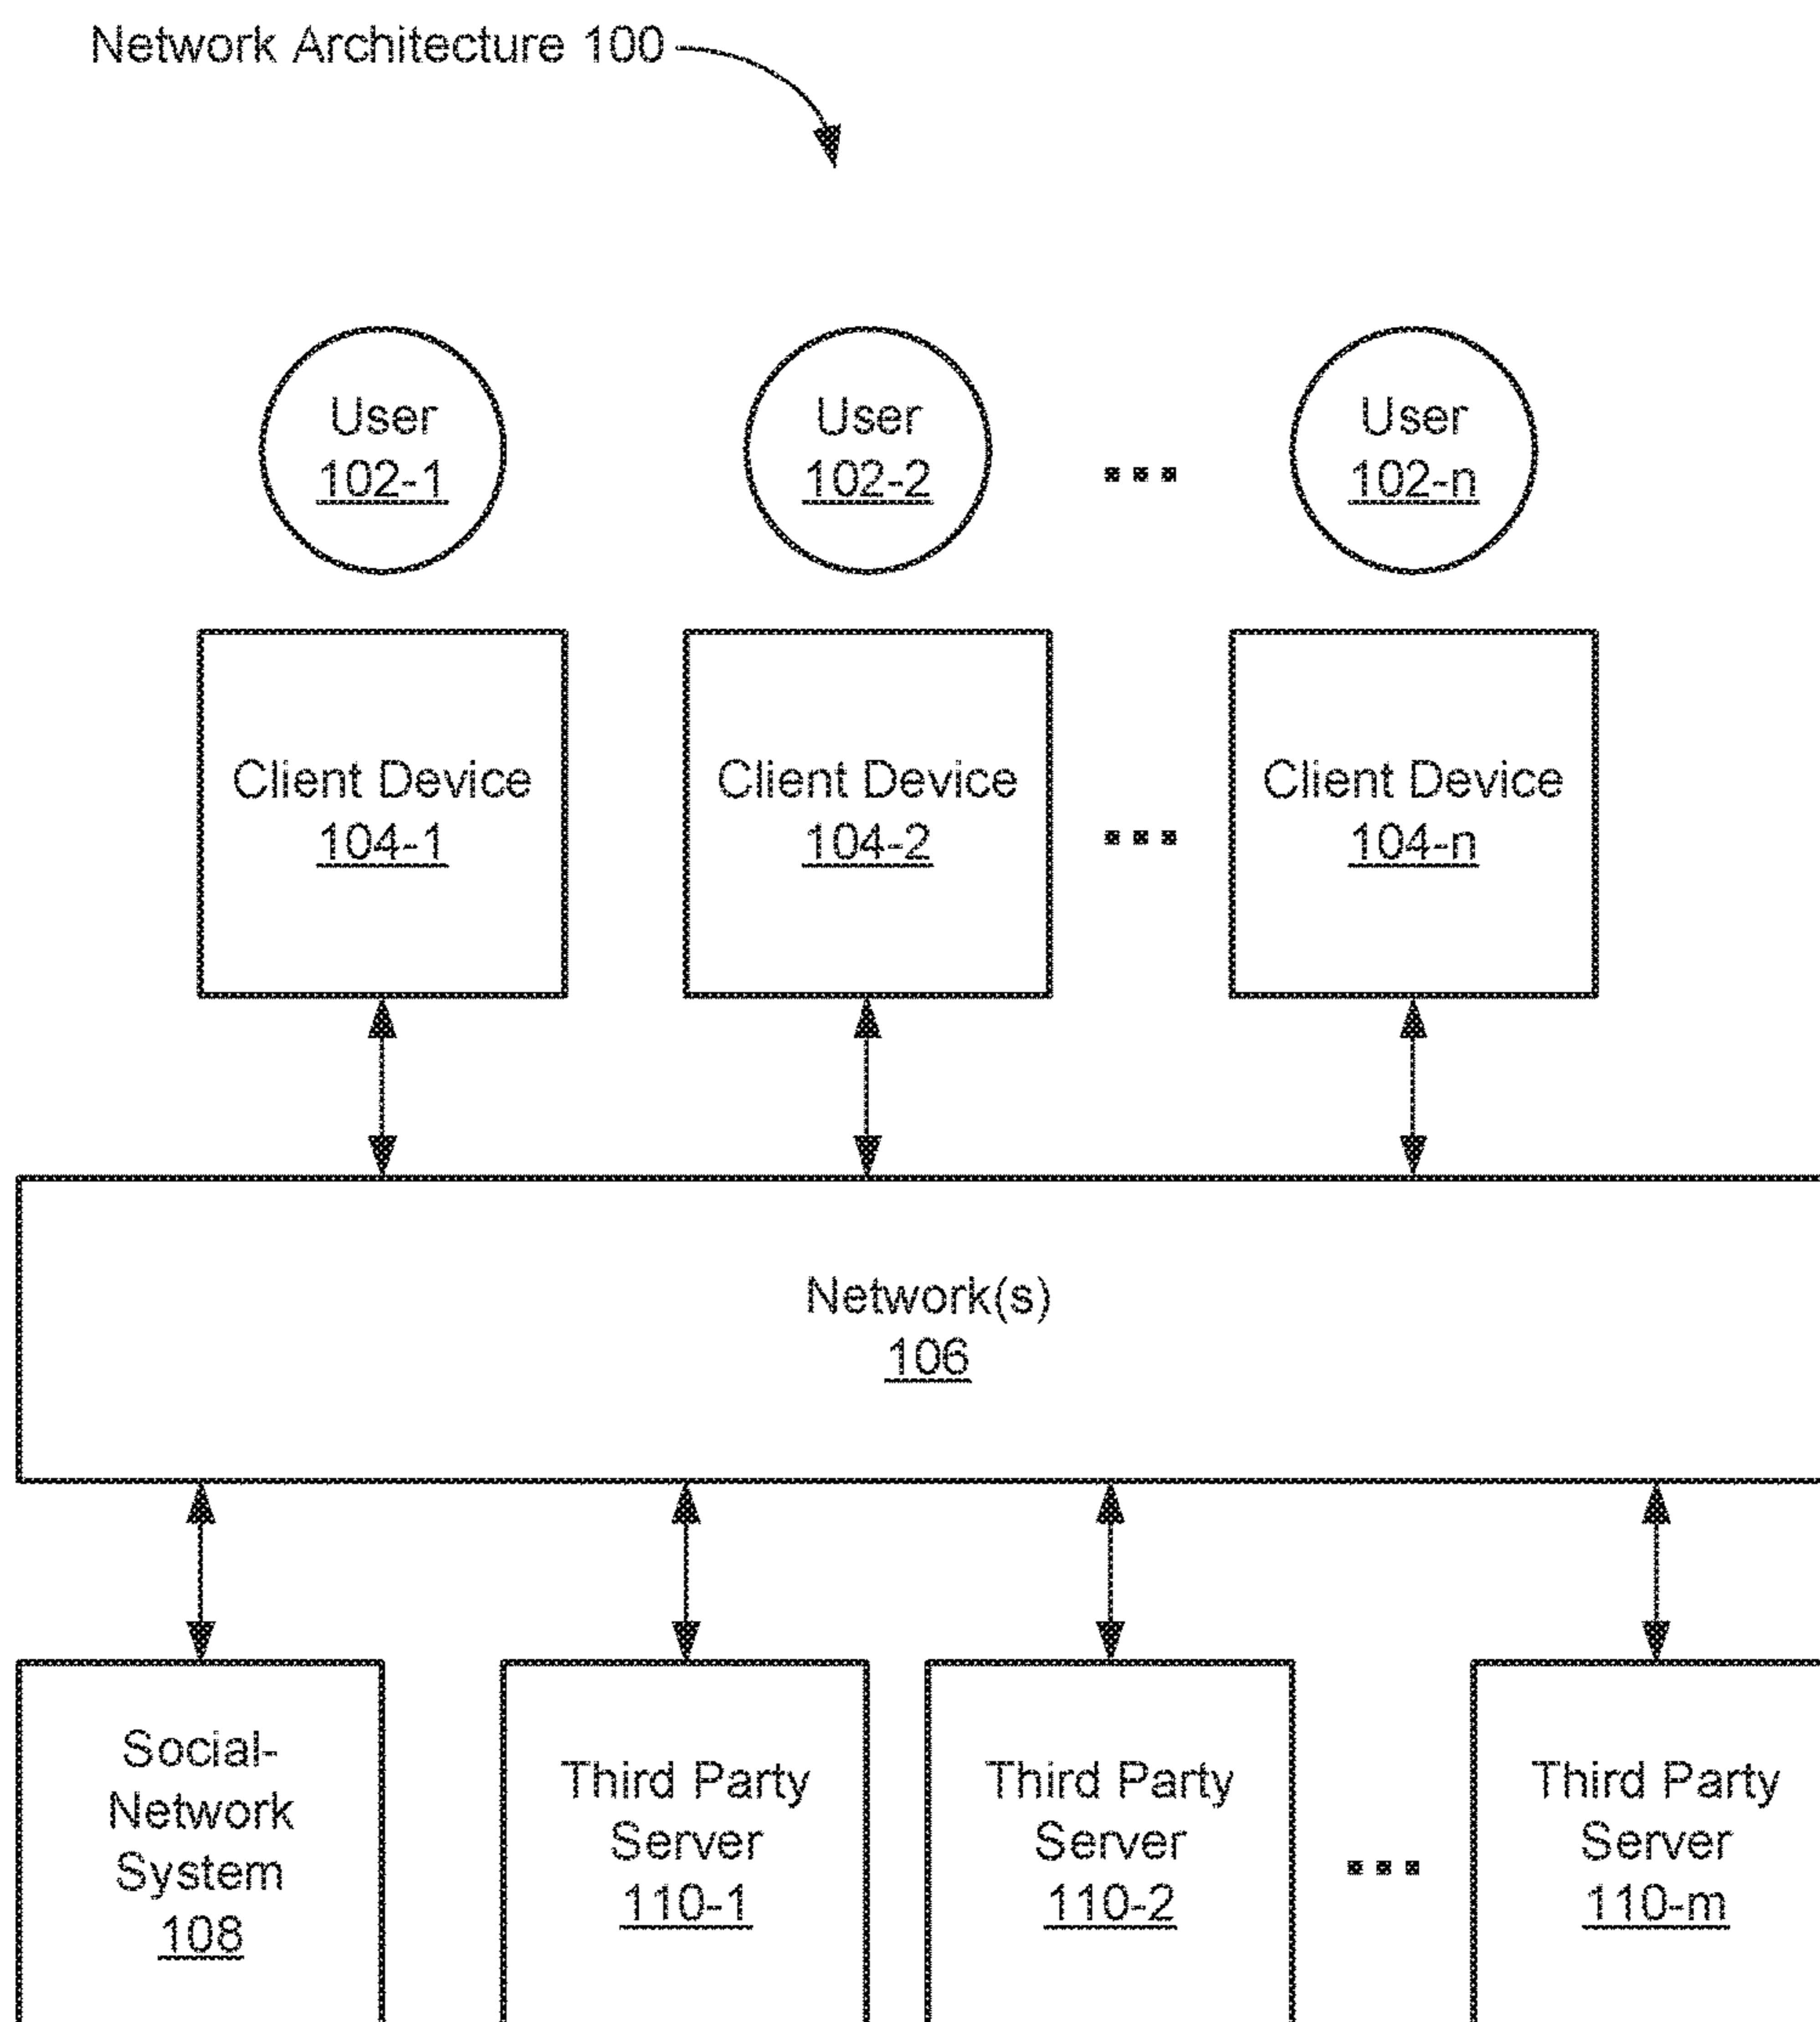 Network Architecture 100
User
102-1
User
102-2
...
User
102-n
Client Device
104-1
Client Device
104-2
...
Client Device
104-n
Network(s)
106
Social-
Network
System
108
Third Party
Server
110-1
Third Party
Server
110-2
...
Third Party
Server
110-m